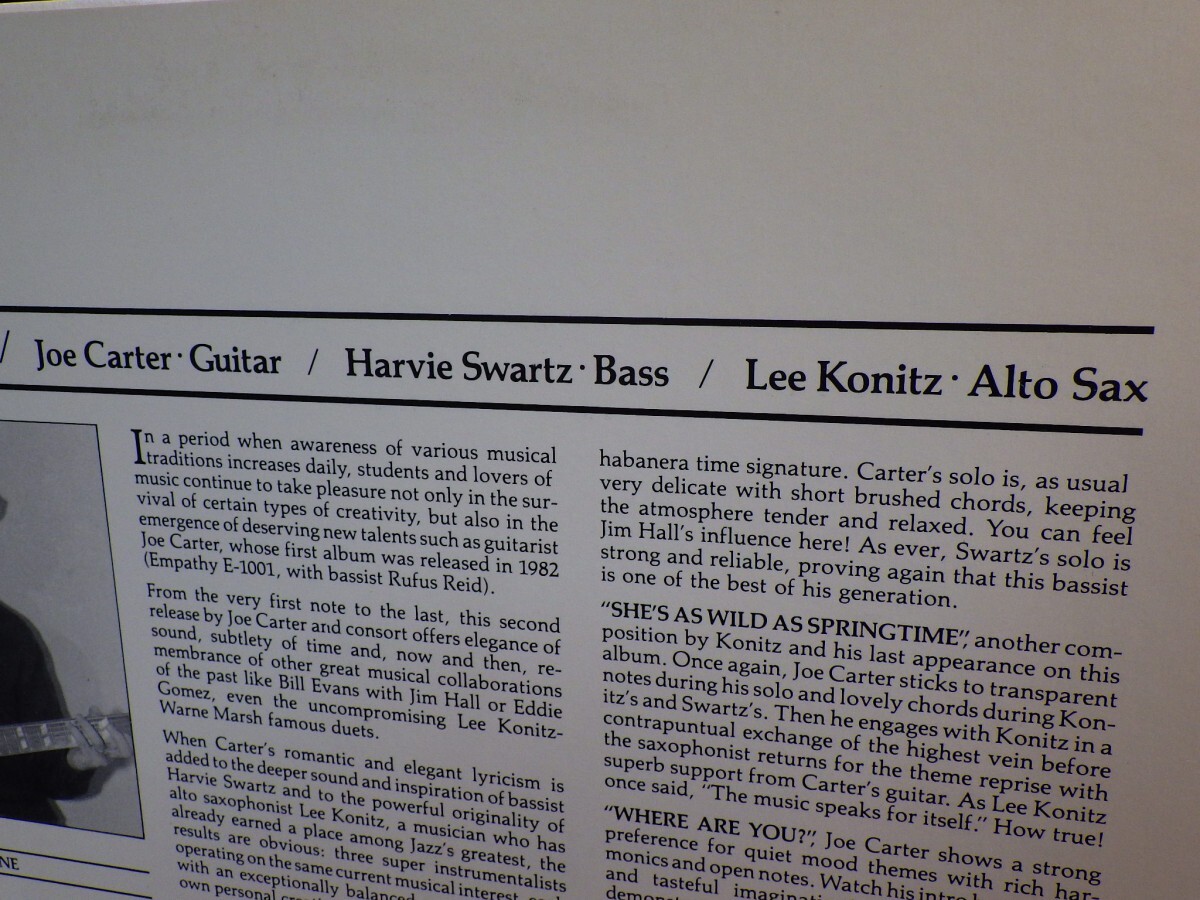 / Joe Carter · Guitar / Harvie Swartz · Bass / Lee Konitz · Alto Sax
In a period when awareness of various musical
traditions increases daily, students and lovers of
music continue to take pleasure not only in the sur-
vival of certain types of creativity, but also in the
emergence of deserving new talents such as guitarist
Joe Carter, whose first album was released in 1982
(Empathy E-1001, with bassist Rufus Reid).
From the very first note to the last, this second
release by Joe Carter and consort offers elegance of
sound, subtlety of time and, now and then, re-
membrance of other great musical collaborations
of the past like Bill Evans with Jim Hall or Eddie
Gomez, even the uncompromising Lee Konitz-
Warne Marsh famous duets.
When Carter's romantic and elegant lyricism is
added to the deeper sound and inspiration of bassist
Harvie Swartz and to the powerful originality of
alto saxophonist Lee Konitz, a musician who has
already earned a place among Jazz's greatest, the
results are obvious: three super instrumentalists
operating on the same current musical interest
with an exceptionally balanced
own personal
habanera time signature. Carter's solo is, as usual
very delicate with short brushed chords, keeping
the atmosphere tender and relaxed. You can feel
Jim Hall's influence here! As ever, Swartz's solo is
strong and reliable, proving again that this bassist
is one of the best of his generation.
"SHE'S AS WILD AS SPRINGTIME", another com-
position by Konitz and his last appearance on this
album. Once again, Joe Carter sticks to transparent
notes during his solo and lovely chords during Kon-
itz's and Swartz's. Then he engages with Konitz in a
contrapuntual exchange of the highest vein before
the saxophonist returns for the theme reprise with
superb support from Carter's guitar. As Lee Konitz
once said, "The music speaks for itself." How true!
"WHERE ARE YOU?", Joe Carter shows a strong
preference for quiet mood themes with rich har-
monics and open notes. Watch his
and tasteful
NE